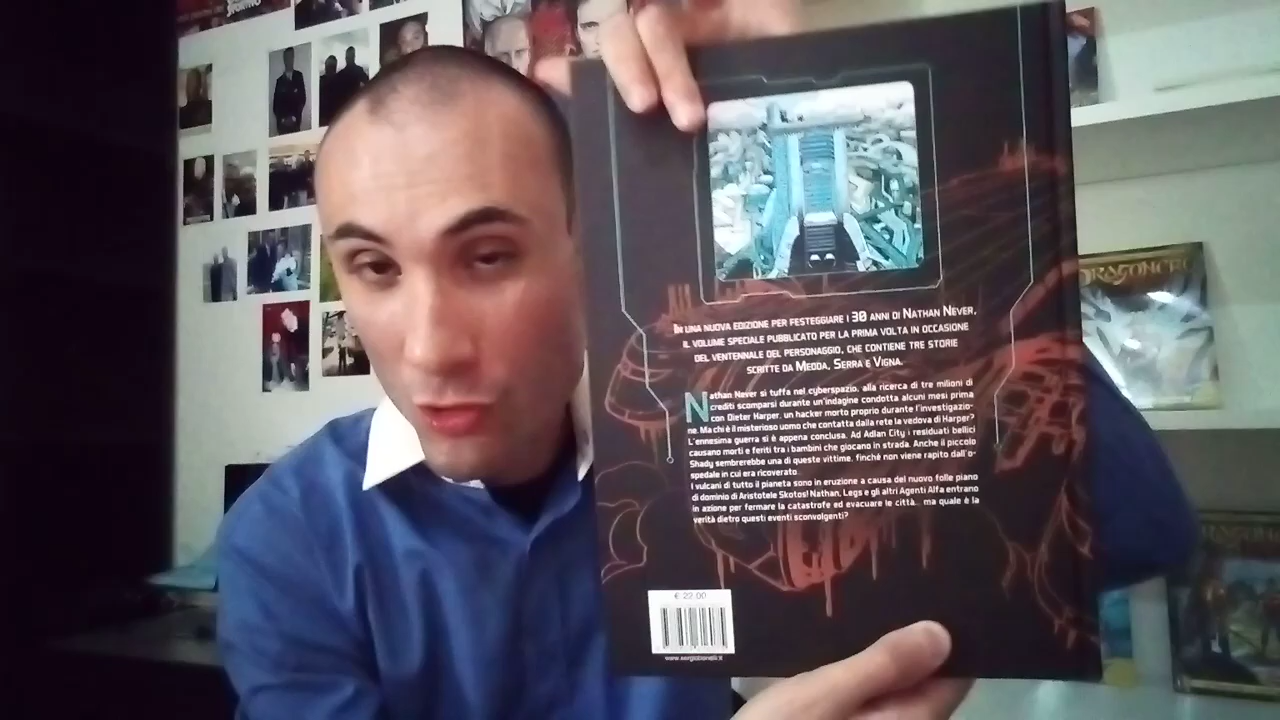 In una nuova edizione per festeggiare i 30 anni di Nathan Never,
il volume speciale pubblicato per la prima volta in occasione
del ventennale del personaggio, che contiene tre storie
scritte da Medda, Serra e Vigna.
Nathan Never si tuffa nel cyberspazio, alla ricerca di tre milioni di
crediti scomparsi durante un'indagine condotta alcuni mesi prima
con Dieter Harper, un hacker morto proprio durante l'investigazio-
ne. Ma chi è il misterioso uomo che contatta dalla rete la vedova di Harper?
L'ennesima guerra si è appena conclusa. Ad Adlan City i residuati bellici
causano morti e feriti tra i bambini che giocano in strada. Anche il piccolo
Shady sembrerebbe una di queste vittime, finché non viene rapito dall'o-
spedale in cui era ricoverato...
I vulcani di tutto il pianeta sono in eruzione a causa del nuovo folle piano
di dominio di Aristotele Skotos! Nathan, Legs e gli altri Agenti Alfa entrano
in azione per fermare la catastrofe ed evacuare le città... ma quale è la
verità dietro questi eventi sconvolgenti?
€ 22,00
www.sergiobonelli.it
DRAGONERO